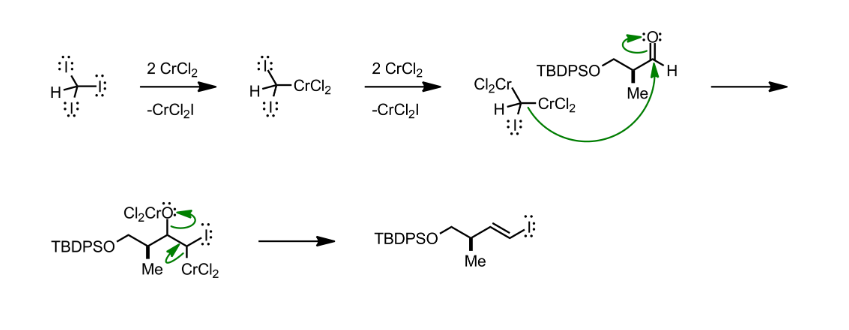 I H I I
2 CrCl2
-CrCl2I
I H CrCl2 I
2 CrCl2
-CrCl2I
Cl2Cr H CrCl2 I
TBDPSO O H Me
Cl2CrO I TBDPSO Me CrCl2
TBDPSO I Me